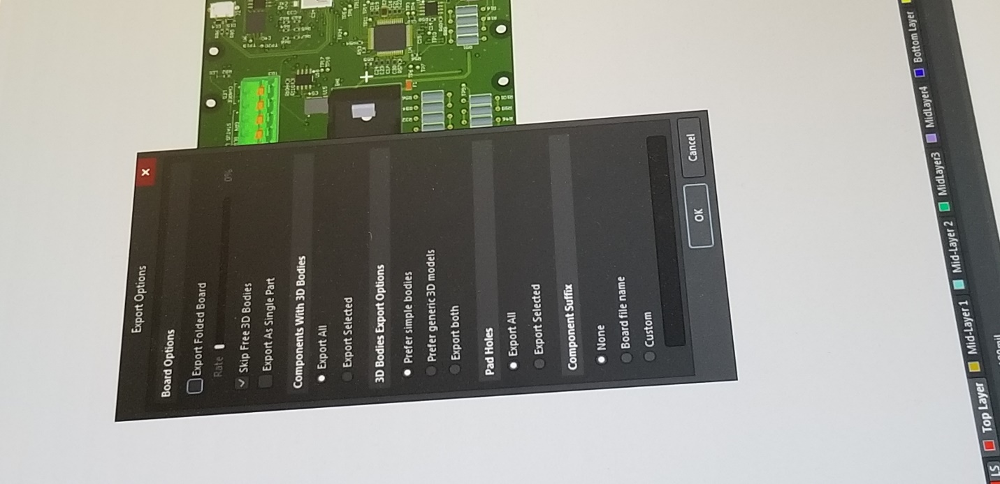 Export Options
Board Options
Export Folded Board
Rate
0%
Skip Free 3D Bodies
Export As Single Part
Components With 3D Bodies
Export All
Export Selected
3D Bodies Export Options
Prefer simple bodies
Prefer generic 3D models
Export both
Pad Holes
Export All
Export Selected
Component Suffix
None
Board file name
Custom
OK
Cancel
LS
Top Layer
Mid-Layer 1
Mid-Layer 2
MidLayer3
MidLayer4
Bottom Layer